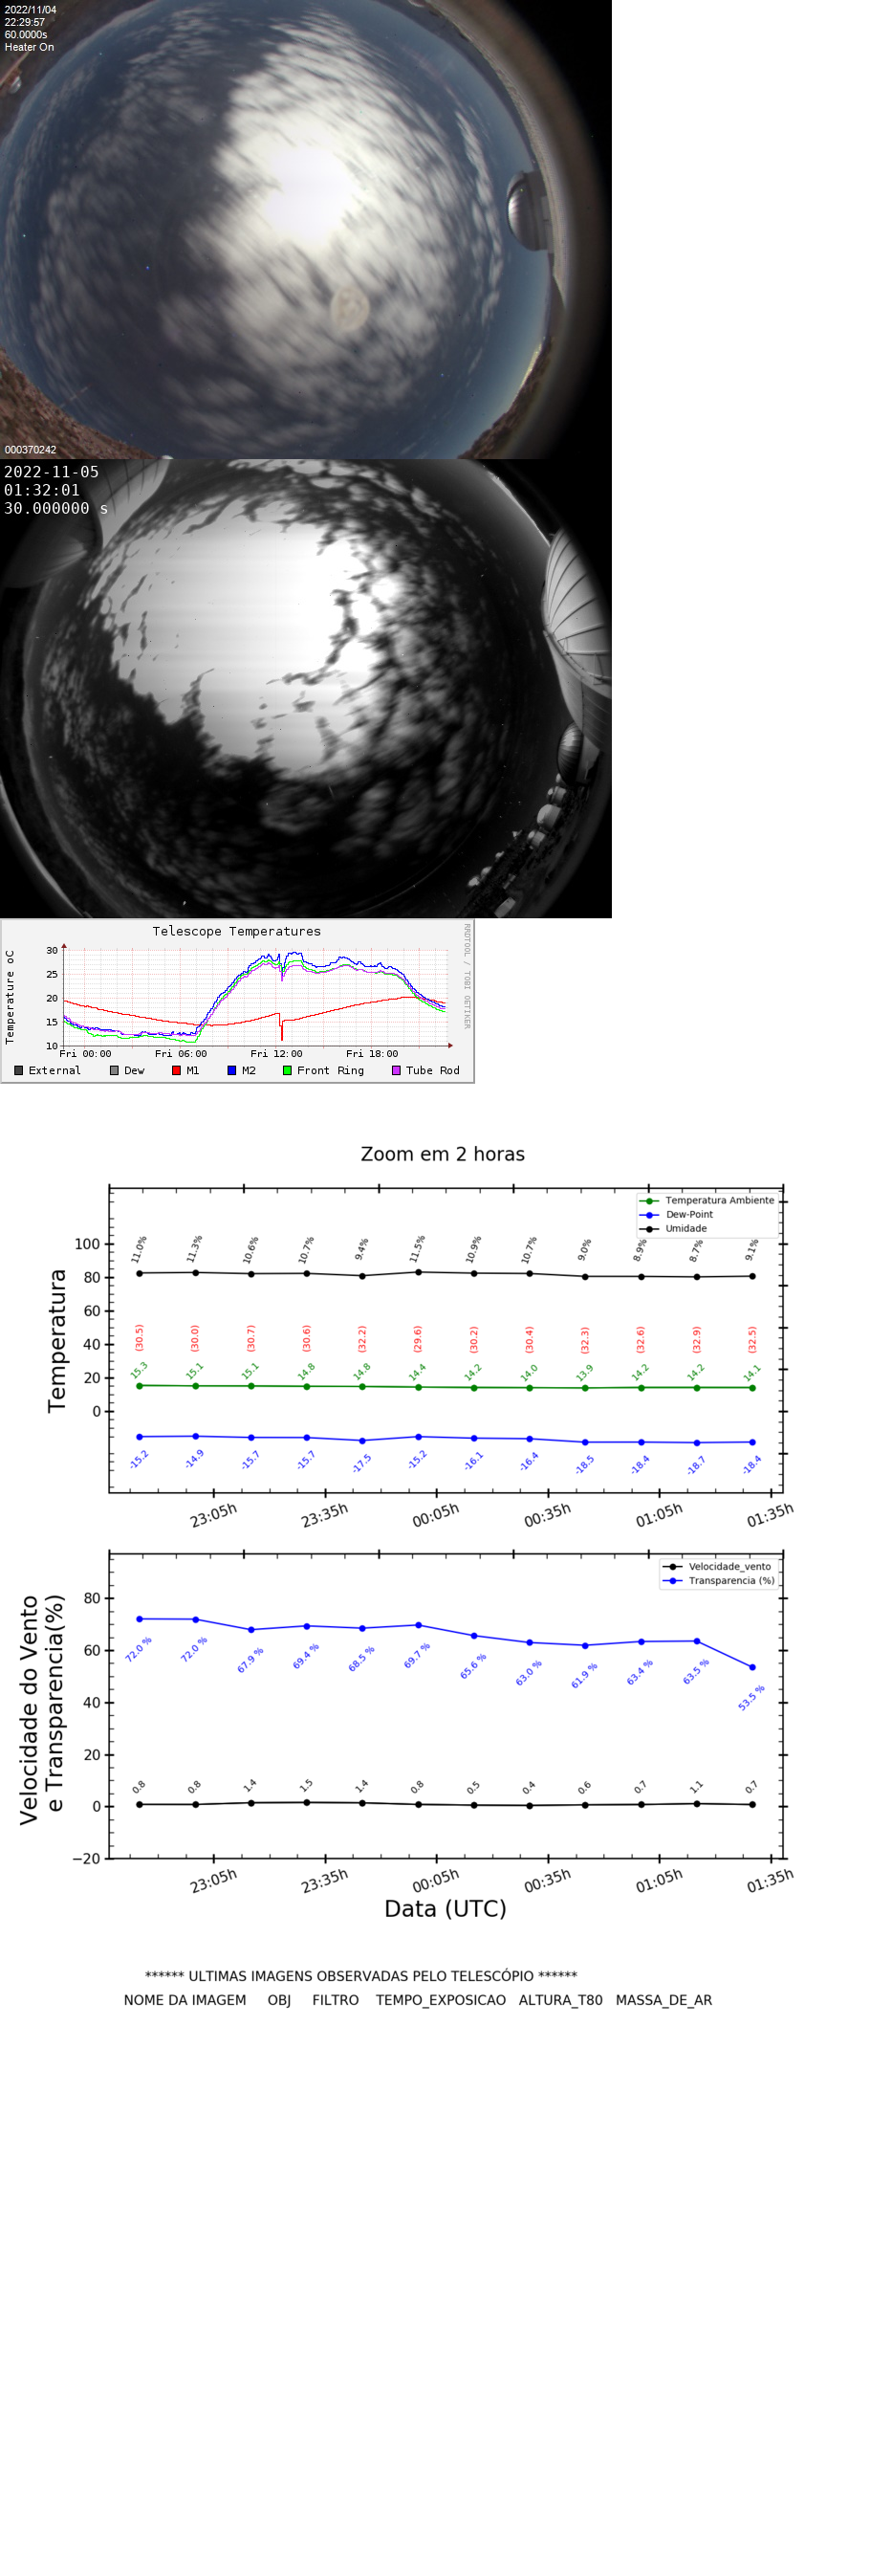 2022/11/04
22:29:57
60.0000s
Heater On
000370242
2022-11-05
01:32:01
30.000000 s
Telescope Temperatures
RRDTOOL / TOBI OETIKER
Temperature oC
30
25
20
15
10
Fri 00:00 Fri 06:00 Fri 12:00 Fri 18:00
External Dew M1 M2 Front Ring Tube Rod
Zoom em 2 horas
Temperatura Ambiente
Dew-Point
Umidade
Temperatura
100
80
60
40
20
0
11.0% 11.3% 10.6% 10.7% 9.4% 11.5% 10.9% 10.7% 9.0% 8.9% 8.7% 9.1%
(30.5) (30.0) (30.7) (30.6) (32.2) (29.6) (30.2) (30.4) (32.3) (32.6) (32.9) (32.5)
15.3 15.1 15.1 14.8 14.8 14.4 14.2 14.0 13.9 14.2 14.2 14.1
-15.2 -14.9 -15.7 -15.7 -17.5 -15.2 -16.1 -16.4 -18.5 -18.4 -18.7 -18.4
23:05h 23:35h 00:05h 00:35h 01:05h 01:35h
Velocidade_vento
Transparencia (%)
Velocidade do Vento
e Transparencia(%)
80
60
40
20
0
−20
72.0 % 72.0 % 67.9 % 69.4 % 68.5 % 69.7 % 65.6 % 63.0 % 61.9 % 63.4 % 63.5 % 53.5 %
0.8 0.8 1.4 1.5 1.4 0.8 0.5 0.4 0.6 0.7 1.1 0.7
23:05h 23:35h 00:05h 00:35h 01:05h 01:35h
Data (UTC)
****** ULTIMAS IMAGENS OBSERVADAS PELO TELESCÓPIO ******
NOME DA IMAGEM OBJ FILTRO TEMPO_EXPOSICAO ALTURA_T80 MASSA_DE_AR